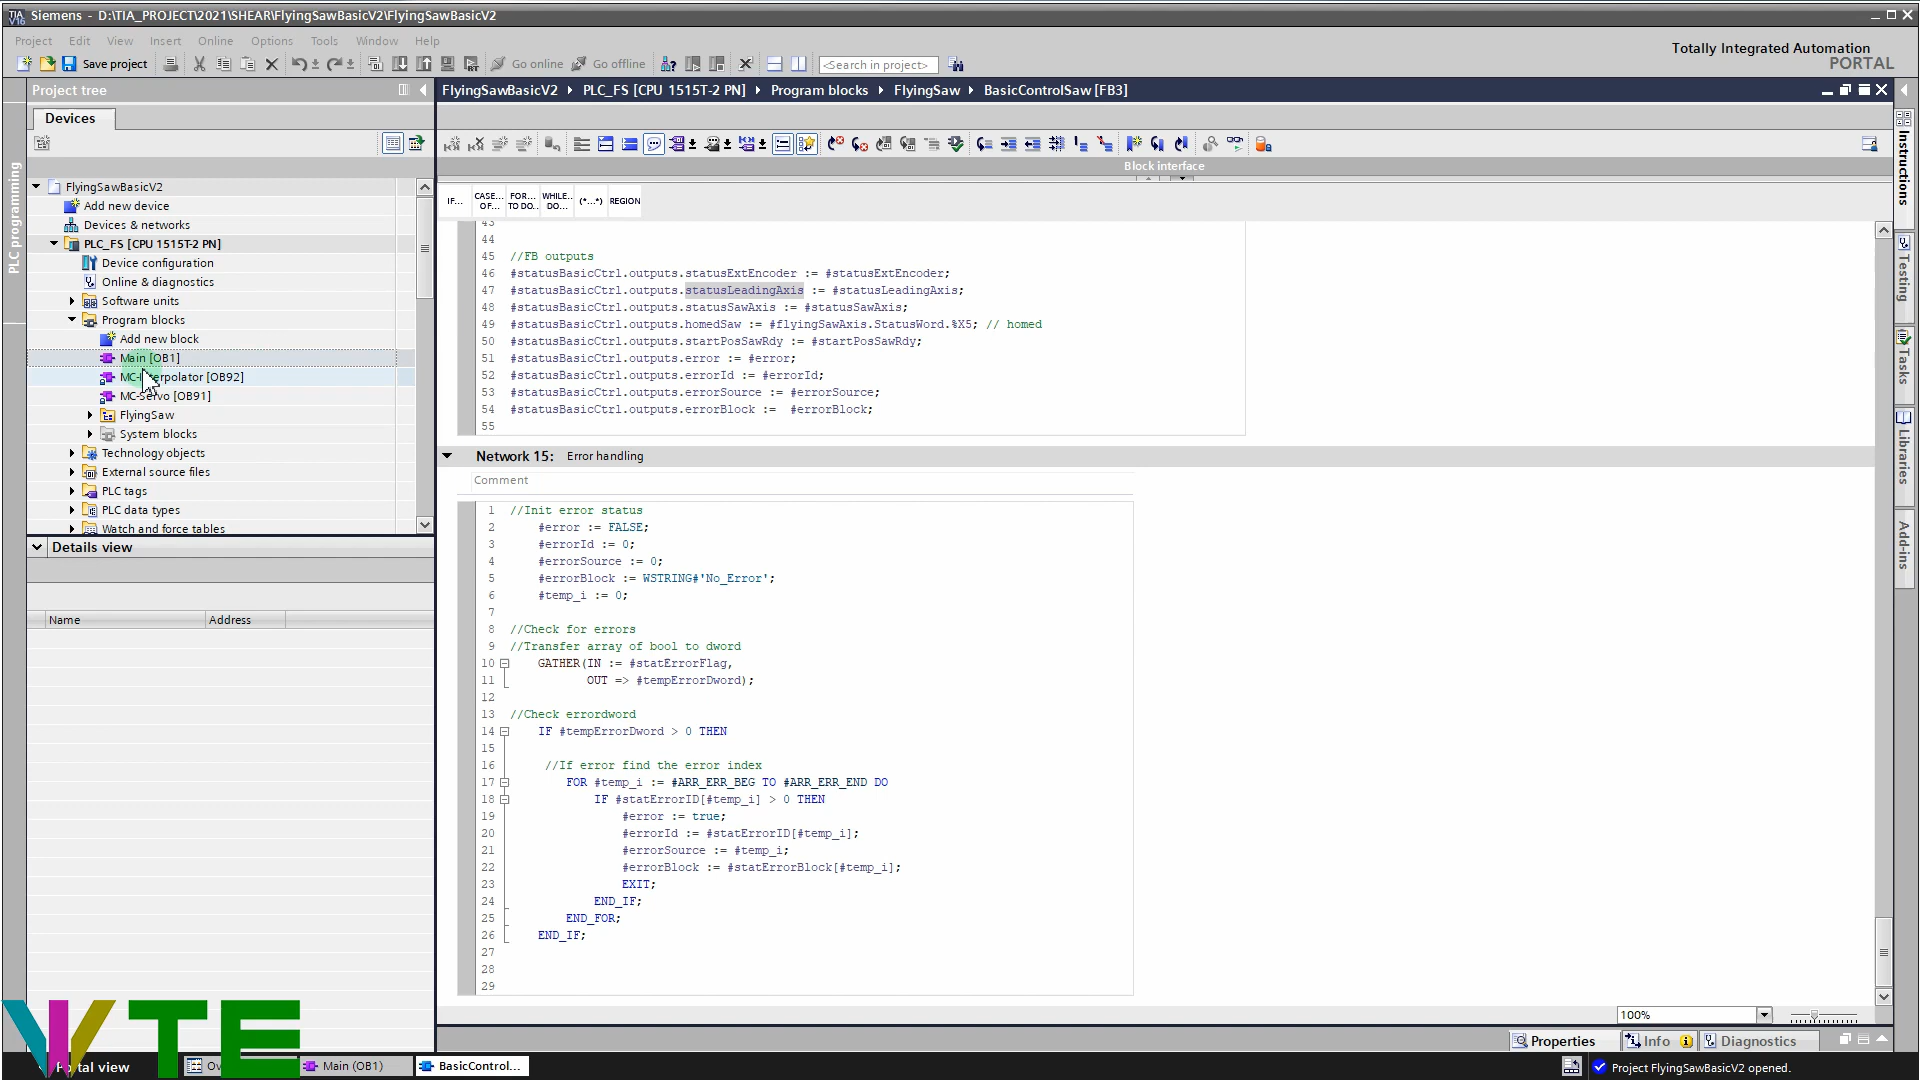 Siemens - D:\TIA_PROJECT\2021\SHEAR\FlyingSawBasicV2\FlyingSawBasicV2
Project Edit View Insert Online Options Tools Window Help
Totally Integrated Automation
PORTAL
Save project
Go online
Go offline
<Search in project>
Project tree
FlyingSawBasicV2 PLC_FS [CPU 1515T-2 PN] Program blocks FlyingSaw BasicControlSaw [FB3]
Devices
Block interface
PLC programming
FlyingSawBasicV2
Add new device
Devices & networks
PLC_FS [CPU 1515T-2 PN]
Device configuration
Online & diagnostics
Software units
Program blocks
Add new block
Main [OB1]
[OB92]
[OB91]
FlyingSaw
System blocks
Technology objects
External source files
PLC tags
PLC data types
Watch and force tables
Details view
Name Address
IF... CASE... OF... FOR... TO DO.. WHILE.. DO... (*...*) REGION
43
44
45 //FB outputs
46 #statusBasicCtrl.outputs.statusExtEncoder := #statusExtEncoder;
47 #statusBasicCtrl.outputs.statusLeadingAxis := #statusLeadingAxis;
48 #statusBasicCtrl.outputs.statusSawAxis := #statusSawAxis;
49 #statusBasicCtrl.outputs.homedSaw := #flyingSawAxis.StatusWord.%X5; // homed
50 #statusBasicCtrl.outputs.startPosSawRdy := #startPosSawRdy;
51 #statusBasicCtrl.outputs.error := #error;
52 #statusBasicCtrl.outputs.errorId := #errorId;
53 #statusBasicCtrl.outputs.errorSource := #errorSource;
54 #statusBasicCtrl.outputs.errorBlock := #errorBlock;
55
Network 15: Error handling
Comment
1 //Init error status
2 #error := FALSE;
3 #errorId := 0;
4 #errorSource := 0;
5 #errorBlock := WSTRING#'No_Error';
6 #temp_i := 0;
7
8 //Check for errors
9 //Transfer array of bool to dword
10 GATHER(IN := #statErrorFlag,
11 OUT => #tempErrorDword);
12
13 //Check errordword
14 IF #tempErrorDword > 0 THEN
15
16 //If error find the error index
17 FOR #temp_i := #ARR_ERR_BEG TO #ARR_ERR_END DO
18 IF #statErrorID[#temp_i] > 0 THEN
19 #error := true;
20 #errorId := #statErrorID[#temp_i];
21 #errorSource := #temp_i;
22 #errorBlock := #statErrorBlock[#temp_i];
23 EXIT;
24 END_IF;
25 END_FOR;
26 END_IF;
27
28
29
100%
Instructions
Testing
Tasks
Libraries
Add-ins
Properties Info Diagnostics
VTE
Main (OB1) BasicControl...
Project FlyingSawBasicV2 opened.